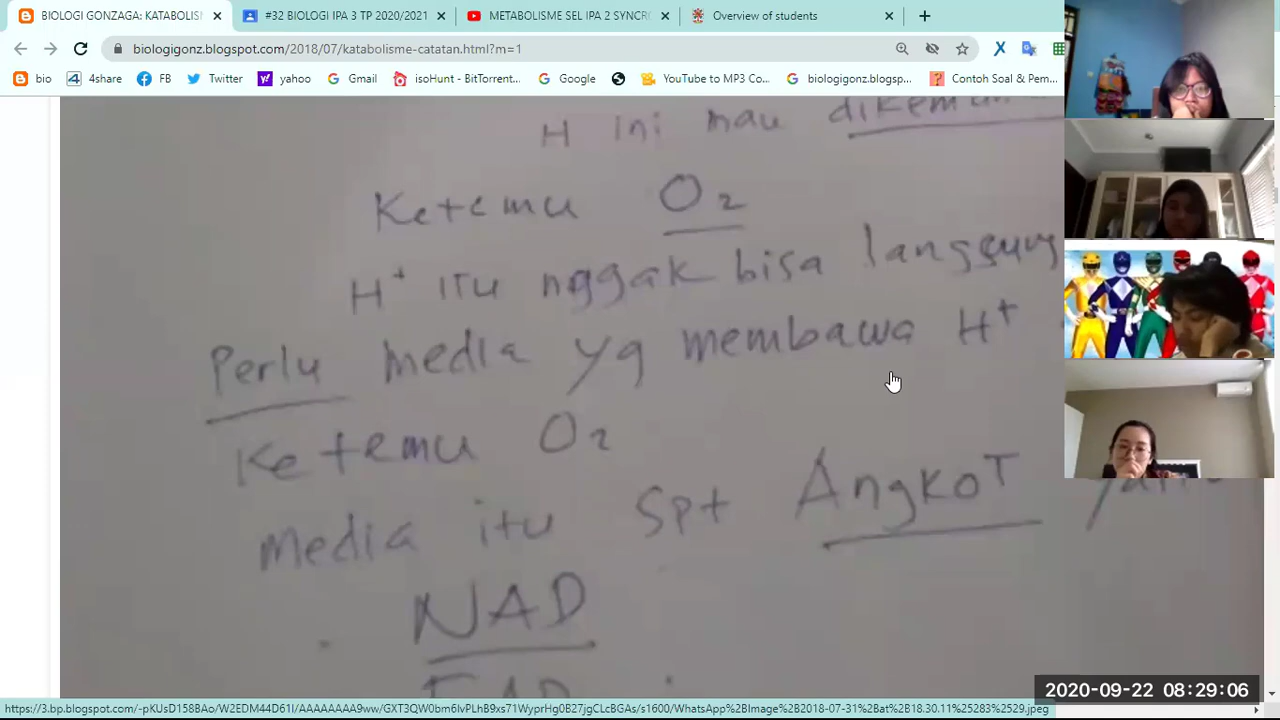 BIOLOGI GONZAGA: KATABOLISM
#32 BIOLOGI IPA 3 TP 2020/2021
METABOLISME SEL IPA 2 SYNCRO
Overview of students
biologigonz.blogspot.com/2018/07/katabolisme-catatan.html?m=1
bio
4share
FB
Twitter
yahoo
Gmail
isoHunt - BitTorrent...
Google
YouTube to MP3 Co...
biologigonz.blogsp...
Contoh Soal & Pem...
H ini mau
Ketemu O2
H+ itu nggak bisa langsung
Perlu media yg membawa H+
Ketemu O2
media itu spt Angkot
NAD
FAD
2020-09-22 08:29:06